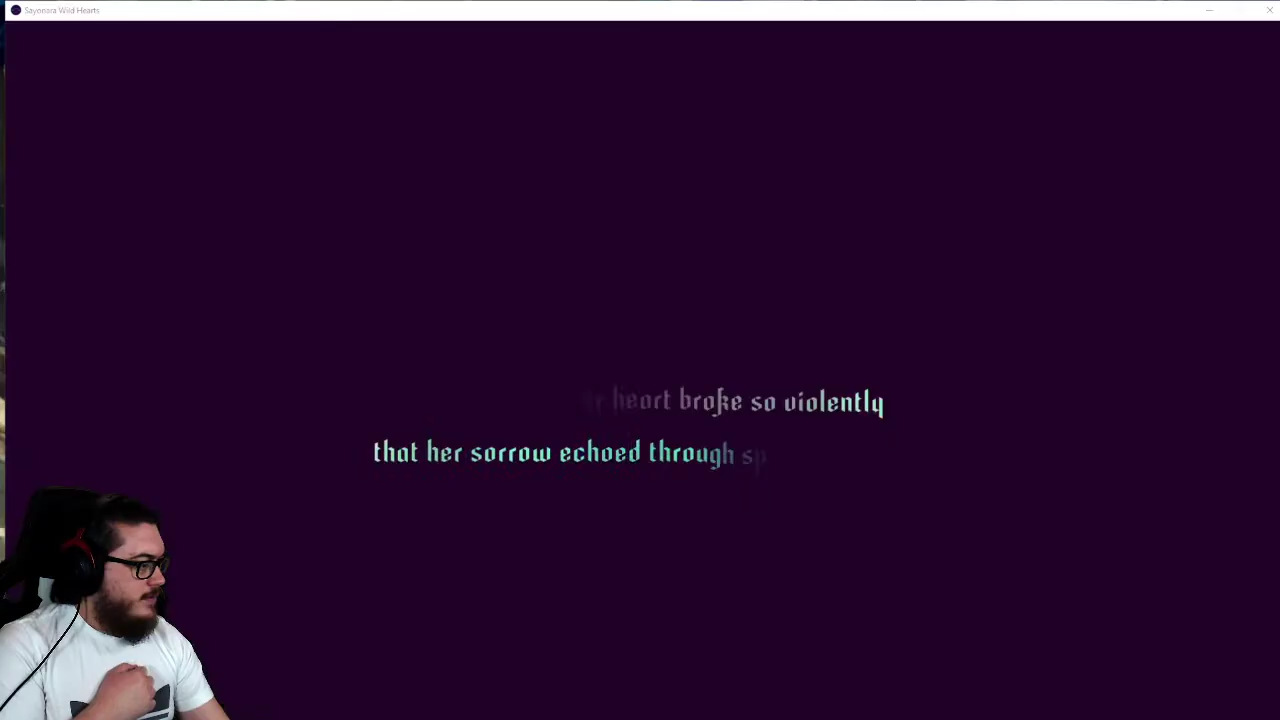 Sayonara Wild Hearts
heart broke so violently
that her sorrow echoed through